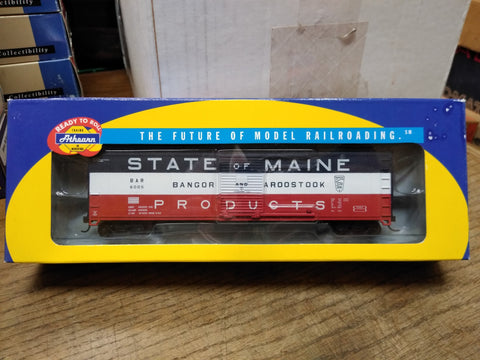 Collectibility
Collectibility
READY TO ROLL
TRAINS
Athearn
THE FUTURE OF MODEL RAILROADING.SM
STATE OF MAINE
BAR
BANGOR AND AROOSTOOK
PRODUCTS